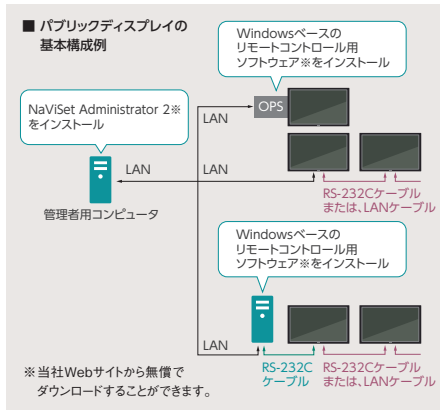 ■ パブリックディスプレイの
基本構成例
Windowsベースの
リモートコントロール用
ソフトウェア※をインストール
OPS
LAN
NaViSet Administrator 2※
をインストール
LAN
LAN
管理者用コンピュータ
RS-232Cケーブル
または、LANケーブル
Windowsベースの
リモートコントロール用
ソフトウェア※をインストール
LAN
RS-232C
ケーブル
RS-232Cケーブル
または、LANケーブル
※当社Webサイトから無償で
ダウンロードすることができます。